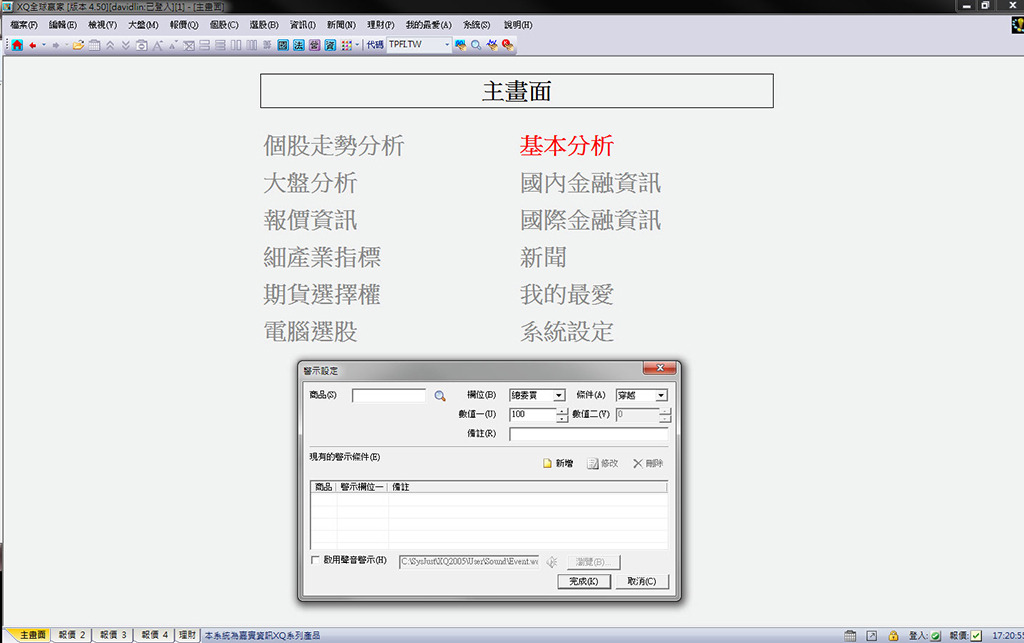 XQ全球贏家 [版本 4.50][davidlin:已登入][1] - [主畫面]
檔案(F) 編輯(E) 檢視(V) 大盤(M) 報價(Q) 個股(C) 選股(B) 資訊(I) 新聞(N) 理財(P) 我的最愛(A) 系統(S) 說明(H)
國 法 營 資 代碼 TPFI.TW
主畫面
個股走勢分析 基本分析
大盤分析 國內金融資訊
報價資訊 國際金融資訊
細產業指標 新聞
期貨選擇權 我的最愛
電腦選股 系統設定
警示設定
商品(S) 欄位(B) 總委買 條件(A) 穿越
數值一(U) 100 數值二(V) 0
備註(R)
現有的警示條件(E)
新增 修改 刪除
商品 警示欄位一 備註
啟用聲音警示(H) C:\SysJust\XQ2005\User\Sound\Event.wa 瀏覽(B)...
完成(K) 取消(C)
主畫面 報價 2 報價 3 報價 4 理財 本系統為嘉實資訊XQ系列產品 登入: 報價: 17:20:55